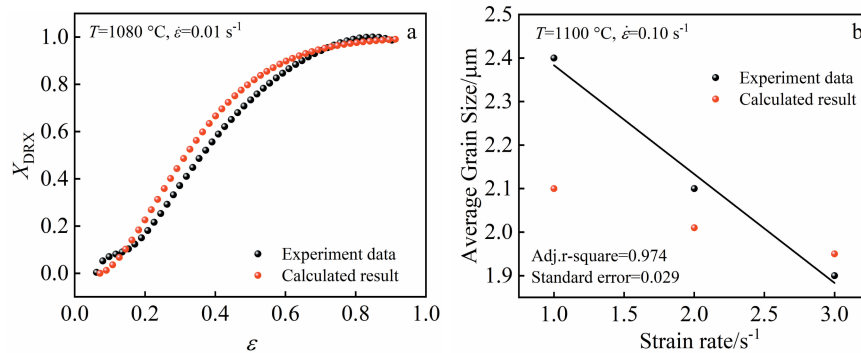 T=1080 °C, ε̇=0.01 s⁻¹
a
1.0
0.8
0.6
0.4
0.2
0.0
X_DRX
Experiment data
Calculated result
0.0 0.2 0.4 0.6 0.8 1.0
ε
T=1100 °C, ε̇=0.10 s⁻¹
b
2.4
2.3
2.2
2.1
2.0
1.9
Average Grain Size/μm
Experiment data
Calculated result
Adj.r-square=0.974
Standard error=0.029
1.0 1.5 2.0 2.5 3.0
Strain rate/s⁻¹